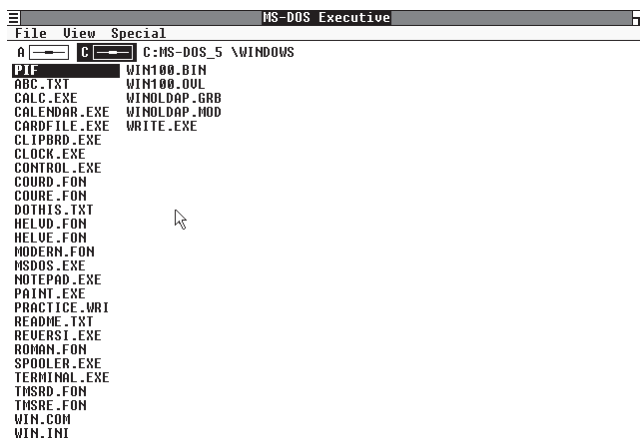 MS-DOS Executive
File View Special
A C C:MS-DOS_5 \WINDOWS
PIF WIN100.BIN
ABC.TXT WIN100.OVL
CALC.EXE WINOLDAP.GRB
CALENDAR.EXE WINOLDAP.MOD
CARDFILE.EXE WRITE.EXE
CLIPBRD.EXE
CLOCK.EXE
CONTROL.EXE
COURD.FON
COURE.FON
DOTHIS.TXT
HELVD.FON
HELVE.FON
MODERN.FON
MSDOS.EXE
NOTEPAD.EXE
PAINT.EXE
PRACTICE.WRI
README.TXT
REVERSI.EXE
ROMAN.FON
SPOOLER.EXE
TERMINAL.EXE
TMSRD.FON
TMSRE.FON
WIN.COM
WIN.INI